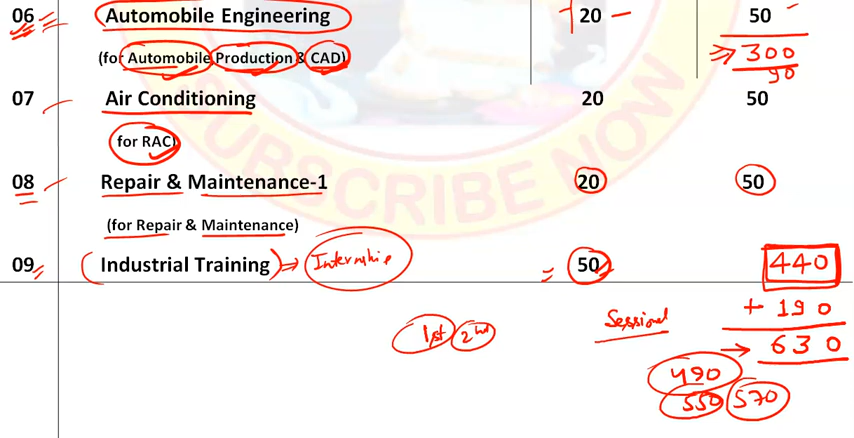 06 Automobile Engineering 20 50
(for Automobile Production & CAD) 300
90
07 Air Conditioning 20 50
(for RAC)
08 Repair & Maintenance-1 20 50
(for Repair & Maintenance)
09 Industrial Training Internship 50 440
+ 190
Sessional
1st 2nd 630
490
550 570
SUBSCRIBE NOW